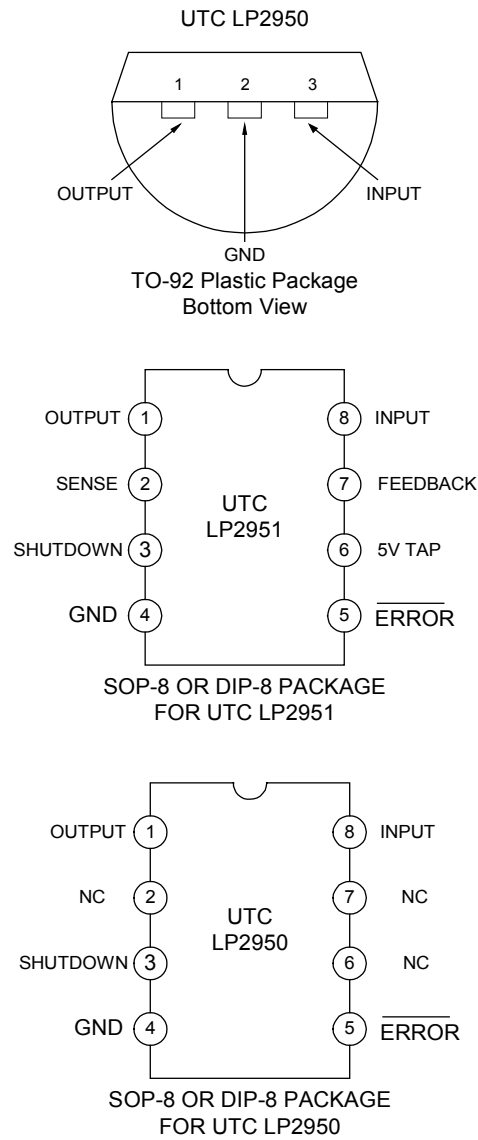 UTC LP2950
1 2 3
OUTPUT INPUT
GND
TO-92 Plastic Package
Bottom View
OUTPUT 1 8 INPUT
SENSE 2 7 FEEDBACK
UTC
LP2951
SHUTDOWN 3 6 5V TAP
GND 4 5 ERROR
SOP-8 OR DIP-8 PACKAGE
FOR UTC LP2951
OUTPUT 1 8 INPUT
NC 2 7 NC
UTC
LP2950
SHUTDOWN 3 6 NC
GND 4 5 ERROR
SOP-8 OR DIP-8 PACKAGE
FOR UTC LP2950